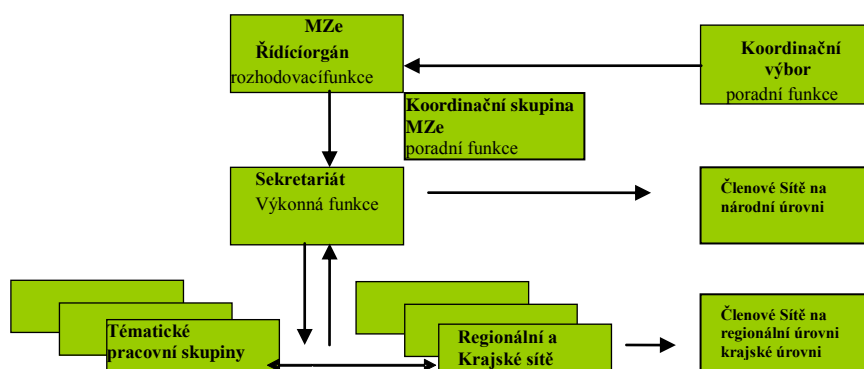 MZe
Řídícíorgán
rozhodovacífunkce
Koordinační
výbor
poradní funkce
Koordinační skupina
MZe
poradní funkce
Sekretariát
Výkonná funkce
Členové Sítě na
národní úrovni
Tématické
pracovní skupiny
Regionální a
Krajské sítě
Členové Sítě na
regionální úrovni
krajské úrovni